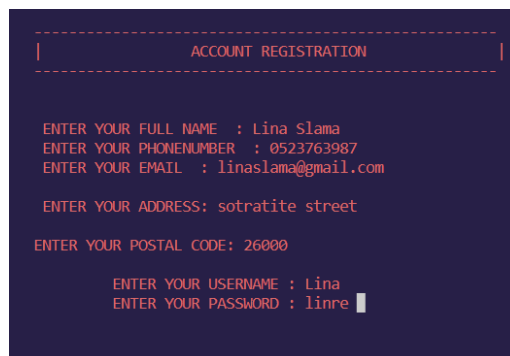 -----------------------------------------------------
|                 ACCOUNT REGISTRATION               |
-----------------------------------------------------
ENTER YOUR FULL NAME  : Lina Slama
ENTER YOUR PHONENUMBER  : 0523763987
ENTER YOUR EMAIL  : linaslama@gmail.com
ENTER YOUR ADDRESS: sotratite street
ENTER YOUR POSTAL CODE: 26000
ENTER YOUR USERNAME : Lina
ENTER YOUR PASSWORD : linre